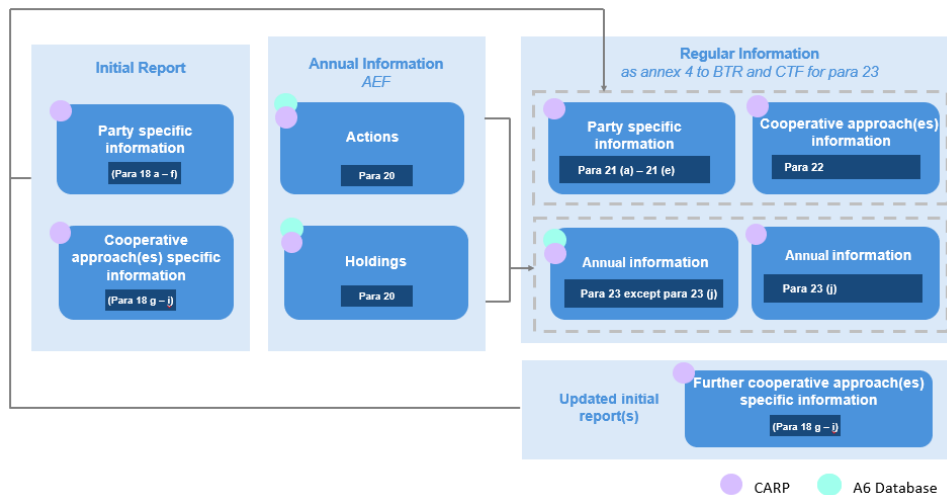 Initial Report
Party specific
information
(Para 18 a – f)
Cooperative
approach(es) specific
information
(Para 18 g – i)
Annual Information
AEF
Actions
Para 20
Holdings
Para 20
Regular Information
as annex 4 to BTR and CTF for para 23
Party specific
information
Para 21 (a) – 21 (e)
Cooperative approach(es)
information
Para 22
Annual information
Para 23 except para 23 (j)
Annual information
Para 23 (j)
Updated initial
report(s)
Further cooperative approach(es)
specific information
(Para 18 g – i)
CARP
A6 Database